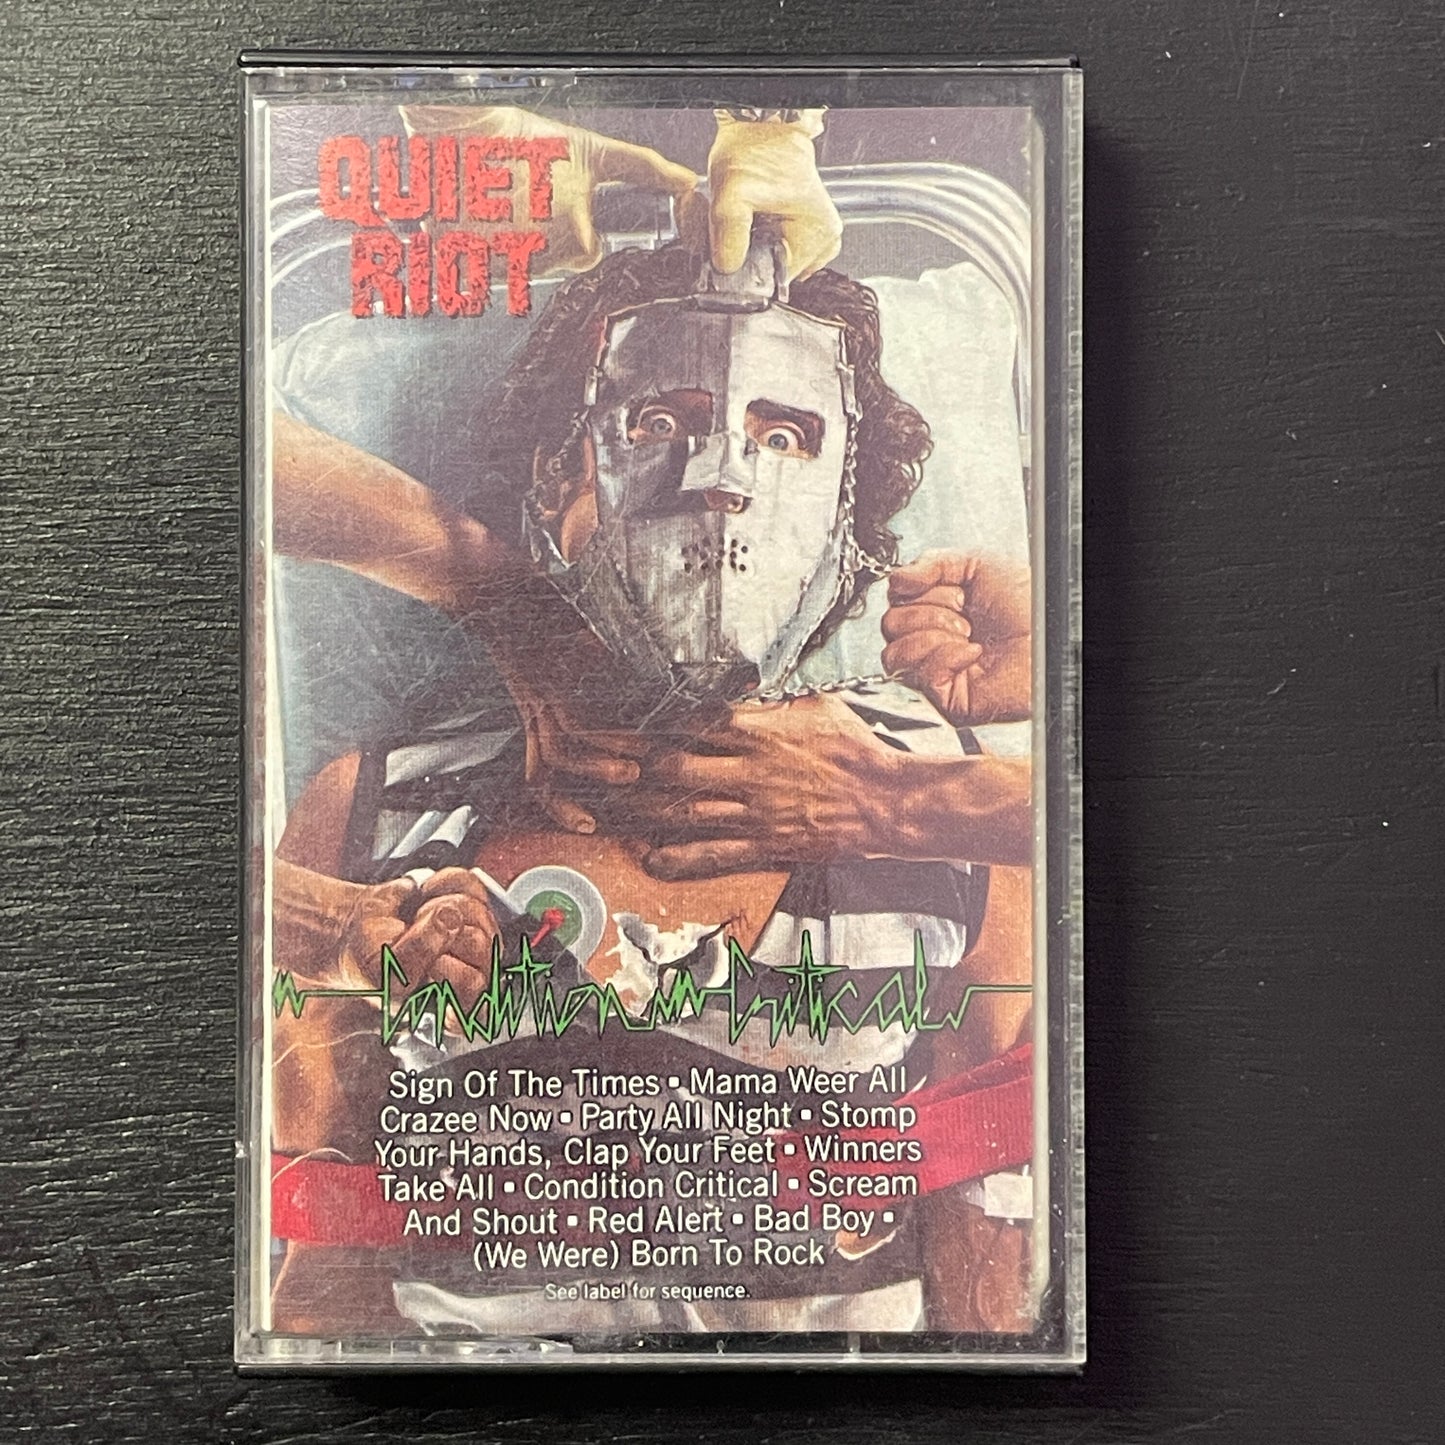 QUIET
RIOT
Condition Critical
Sign Of The Times ▪ Mama Weer All
Crazee Now ▪ Party All Night ▪ Stomp
Your Hands, Clap Your Feet ▪ Winners
Take All ▪ Condition Critical ▪ Scream
And Shout ▪ Red Alert ▪ Bad Boy ▪
(We Were) Born To Rock
See label for sequence.